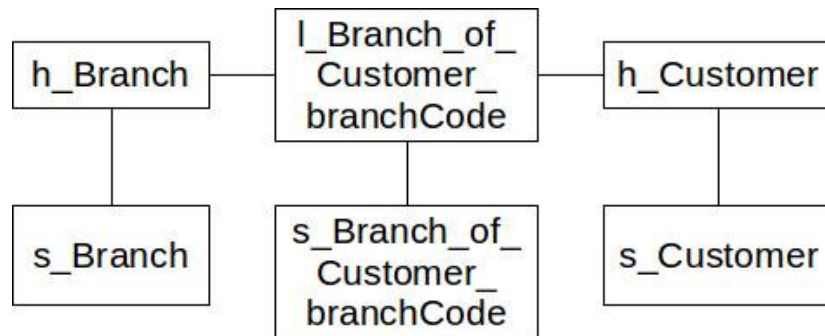 h_Branch
l_Branch_of_
Customer_
branchCode
h_Customer
s_Branch
s_Branch_of_
Customer_
branchCode
s_Customer